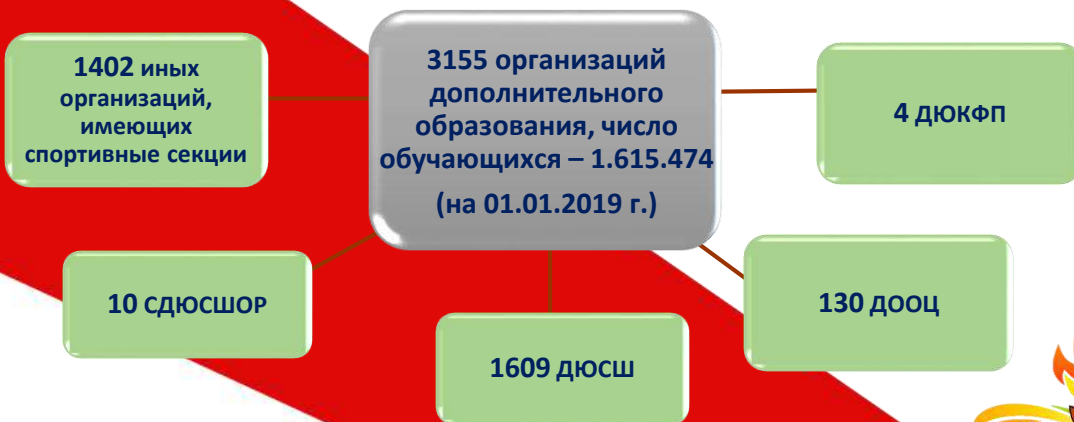 1402 иных
организаций,
имеющих
спортивные секции
3155 организаций
дополнительного
образования, число
обучающихся – 1.615.474
(на 01.01.2019 г.)
4 ДЮКФП
10 СДЮСШОР
1609 ДЮСШ
130 ДООЦ